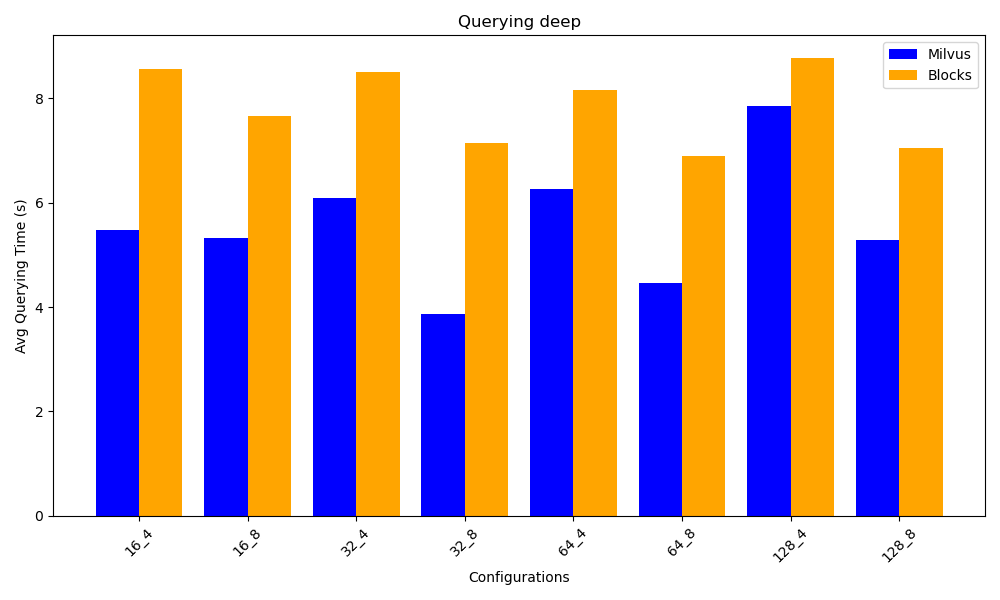 Querying deep
Milvus
Blocks
Avg Querying Time (s)
8
6
4
2
0
16_4
16_8
32_4
32_8
64_4
64_8
128_4
128_8
Configurations